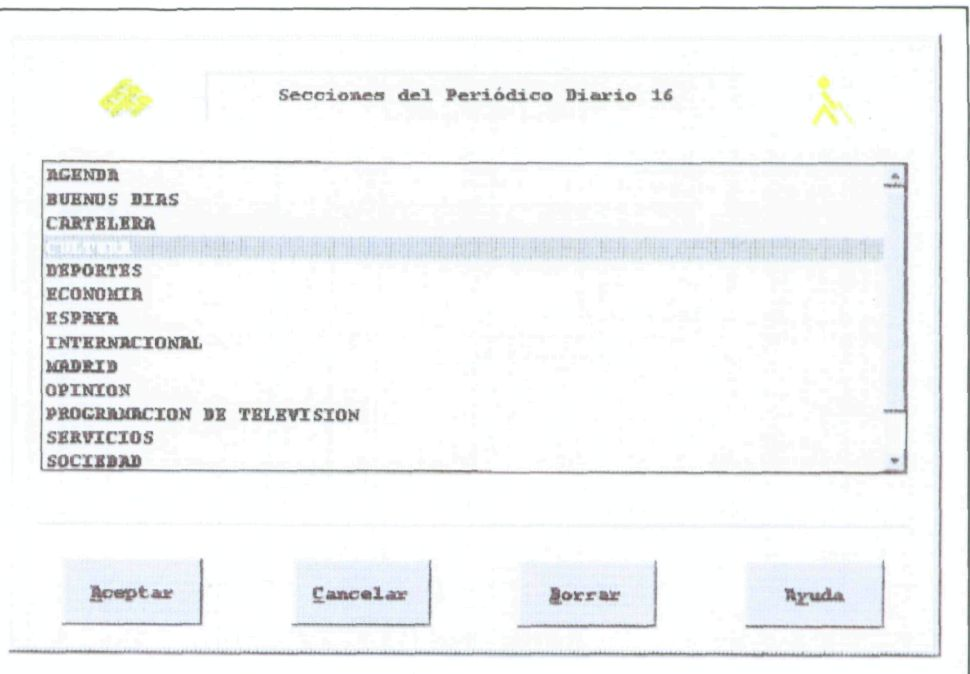 Secciones del Periódico Diario 16
AGENDA
BUENOS DIAS
CARTELERA
CULTURA
DEPORTES
ECONOMIA
ESPAÑA
INTERNACIONAL
MADRID
OPINION
PROGRAMACION DE TELEVISION
SERVICIOS
SOCIEDAD
Aceptar Cancelar Borrar Ayuda